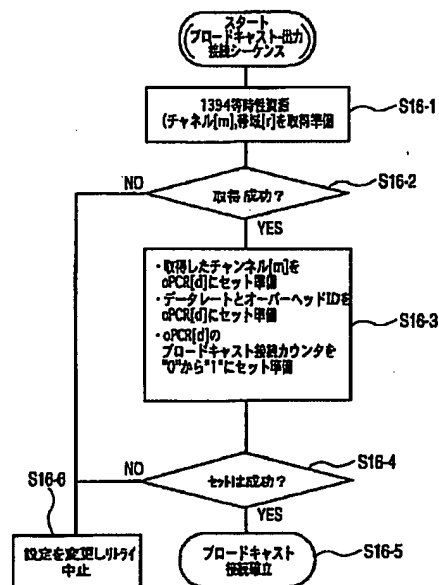 スタート
(ブロードキャスト-出力
接続シーケンス)
1394等時性資源
(チャネル[m],帯域[r]を取得準備
S16-1
取得成功？
S16-2
NO
YES
・取得したチャンネル[m]を
oPCR[d]にセット準備
・データレートとオーバーヘッドIDを
oPCR[d]にセット準備
・oPCR[d]の
ブロードキャスト接続カウンタを
"0"から"1"にセット準備
S16-3
セットは成功？
S16-4
NO
YES
S16-6
設定を変更しリトライ
中止
ブロードキャスト
接続確立
S16-5